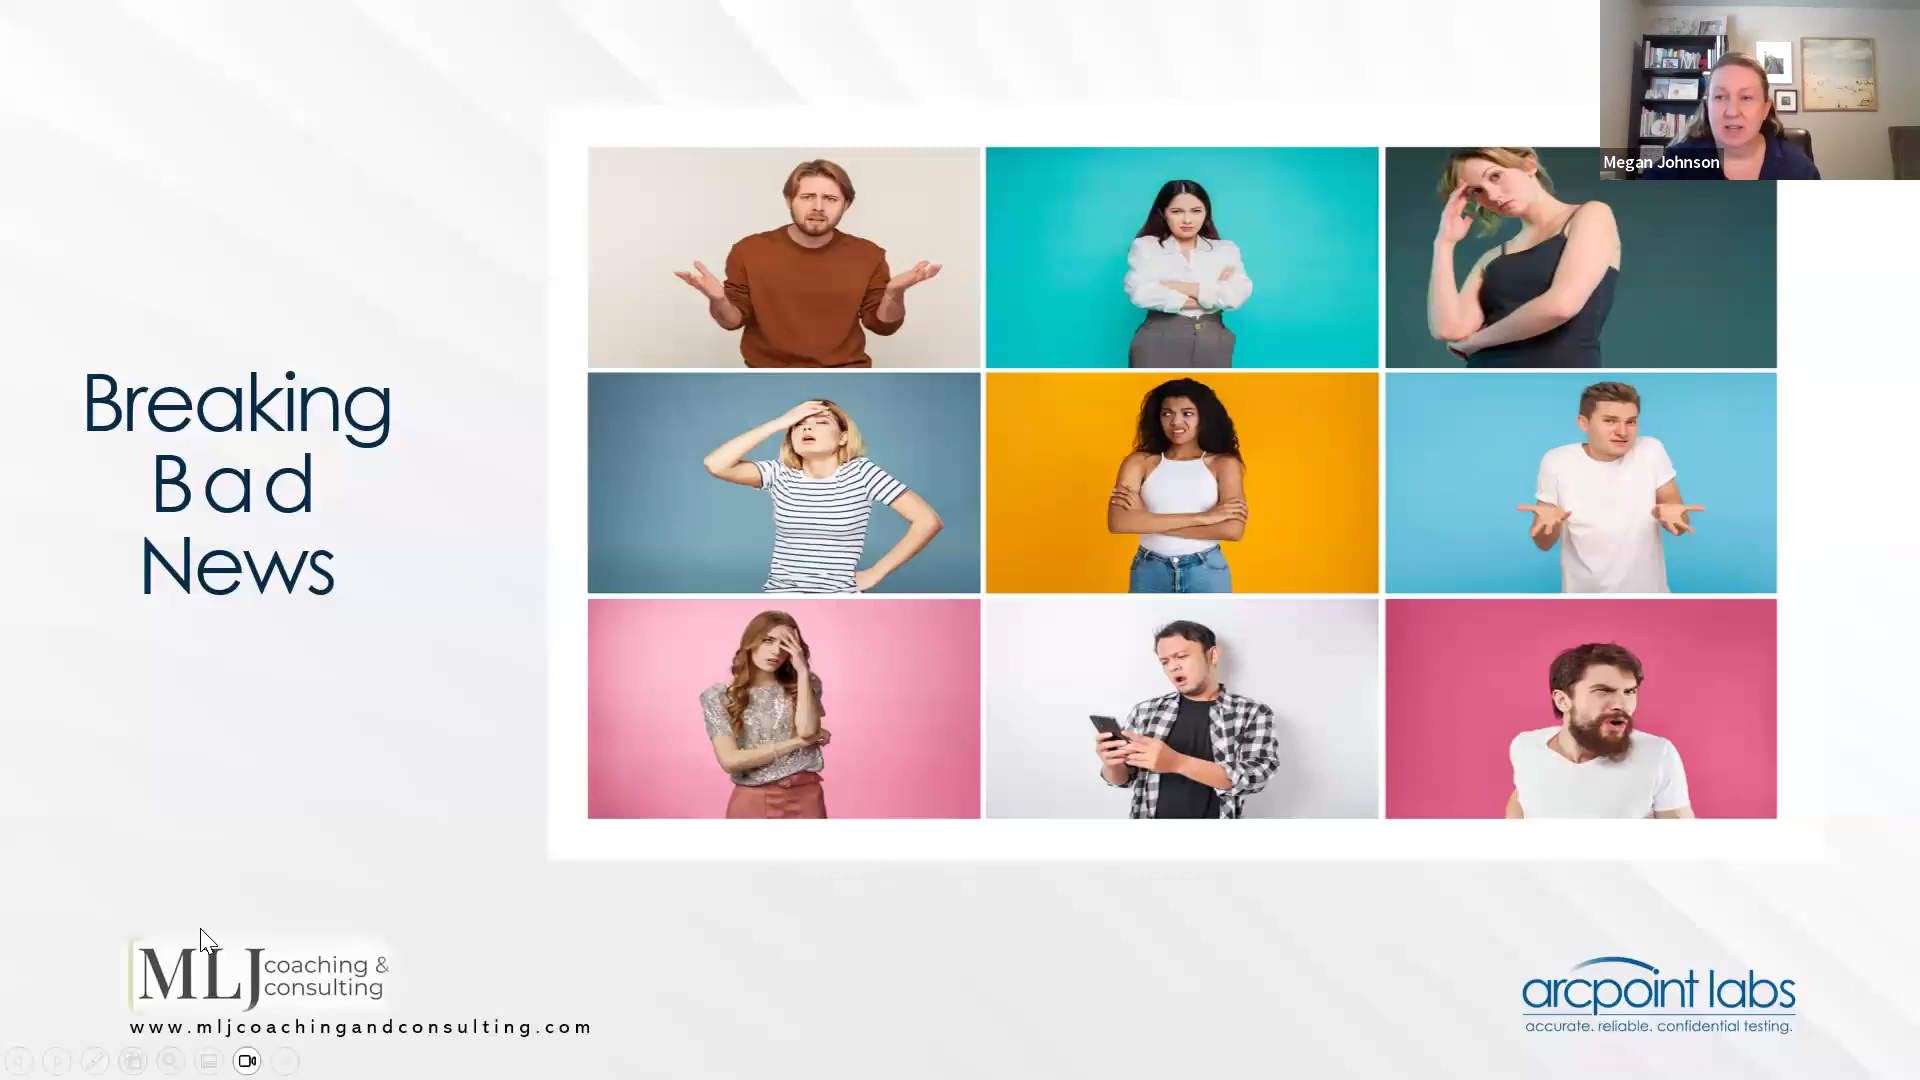 Megan Johnson
Breaking
Bad
News
MLJ coaching &
consulting
www.mljcoachingandconsulting.com
arcpoint labs
accurate. reliable. confidential testing.